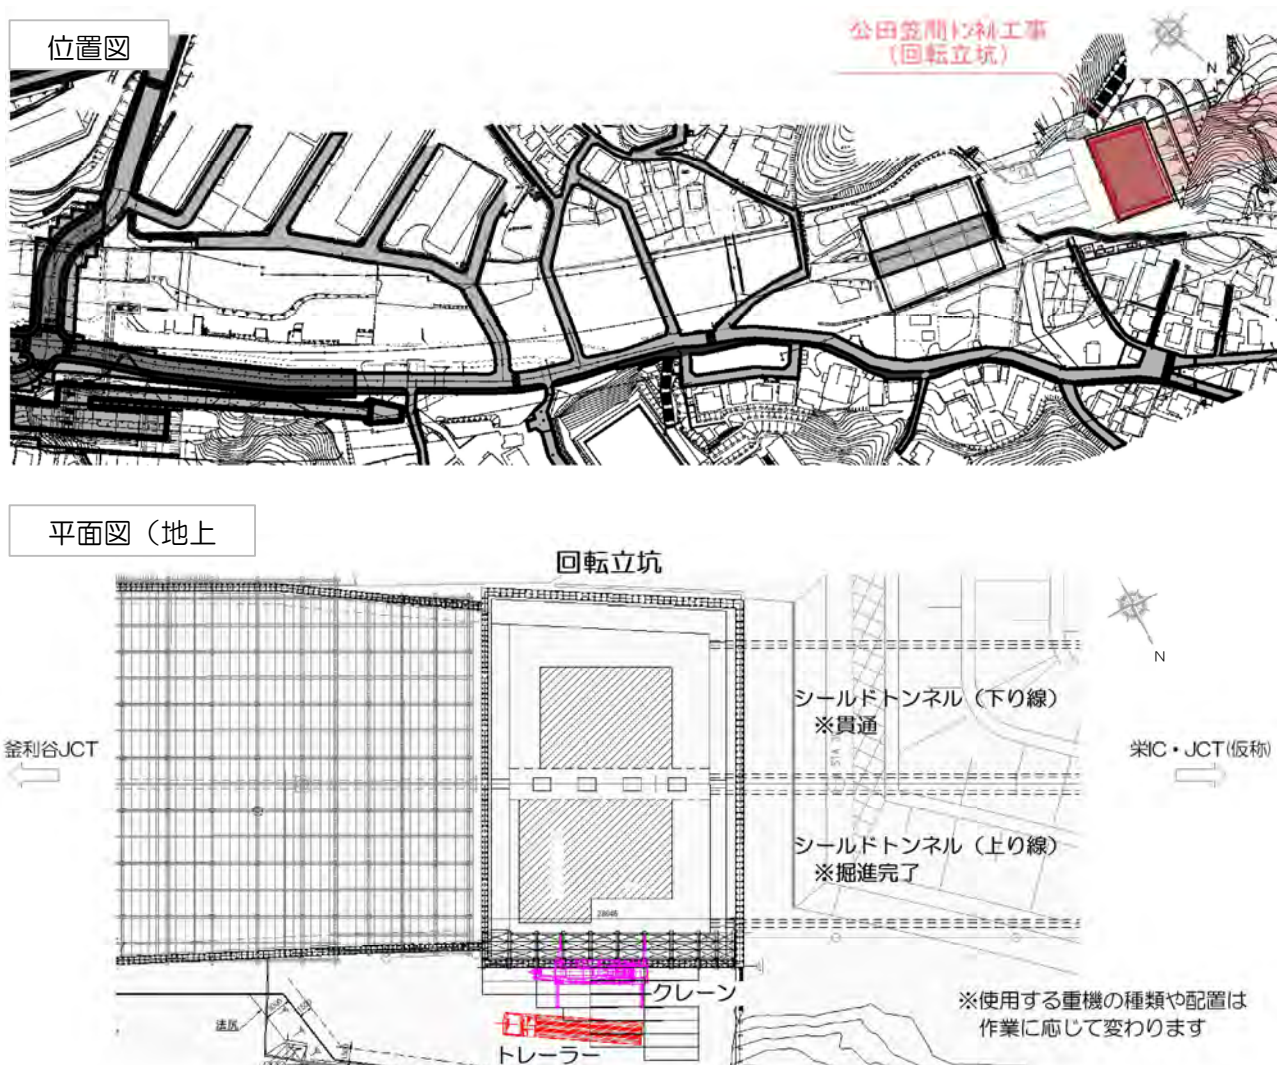 位置図
公田笠間トンネル工事
(回転立坑)
N
平面図（地上
回転立坑
N
シールドトンネル（下り線）
※貫通
釜利谷JCT
栄IC・JCT(仮称)
シールドトンネル（上り線）
※掘進完了
クレーン
※使用する重機の種類や配置は
作業に応じて変わります
トレーラー